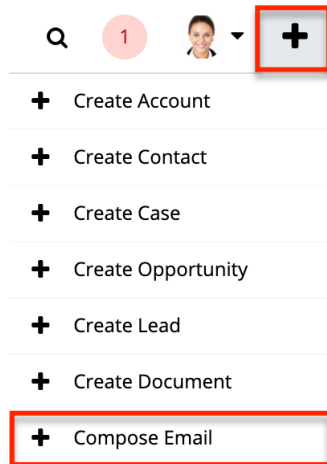 1
Create Account
Create Contact
Create Case
Create Opportunity
Create Lead
Create Document
Compose Email